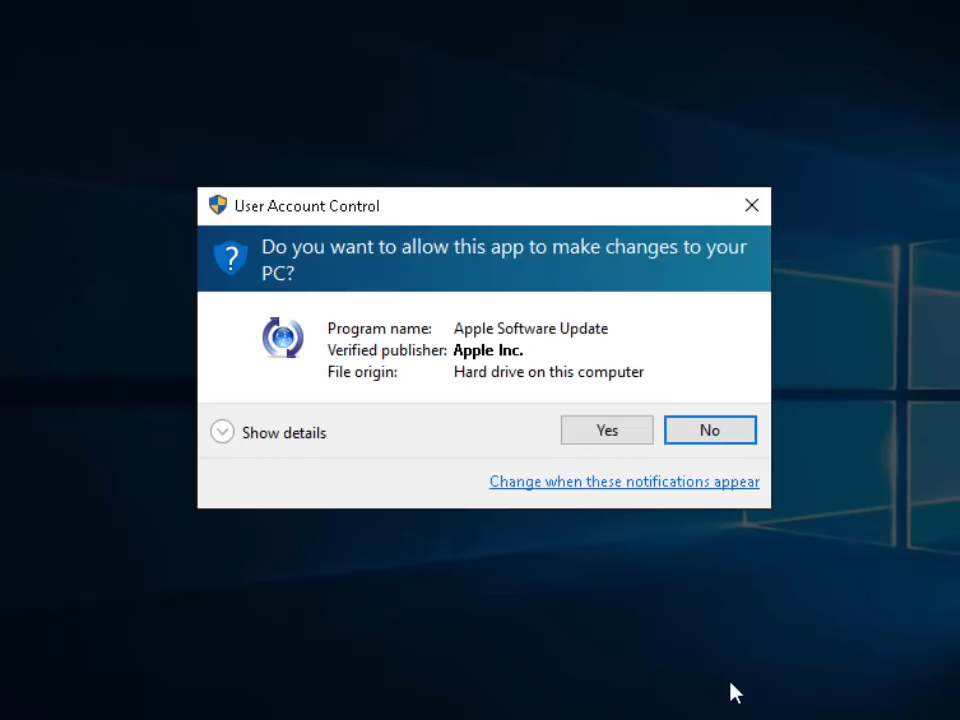 User Account Control
Do you want to allow this app to make changes to your
PC?
Program name: Apple Software Update
Verified publisher: Apple Inc.
File origin: Hard drive on this computer
Show details
Yes
No
Change when these notifications appear